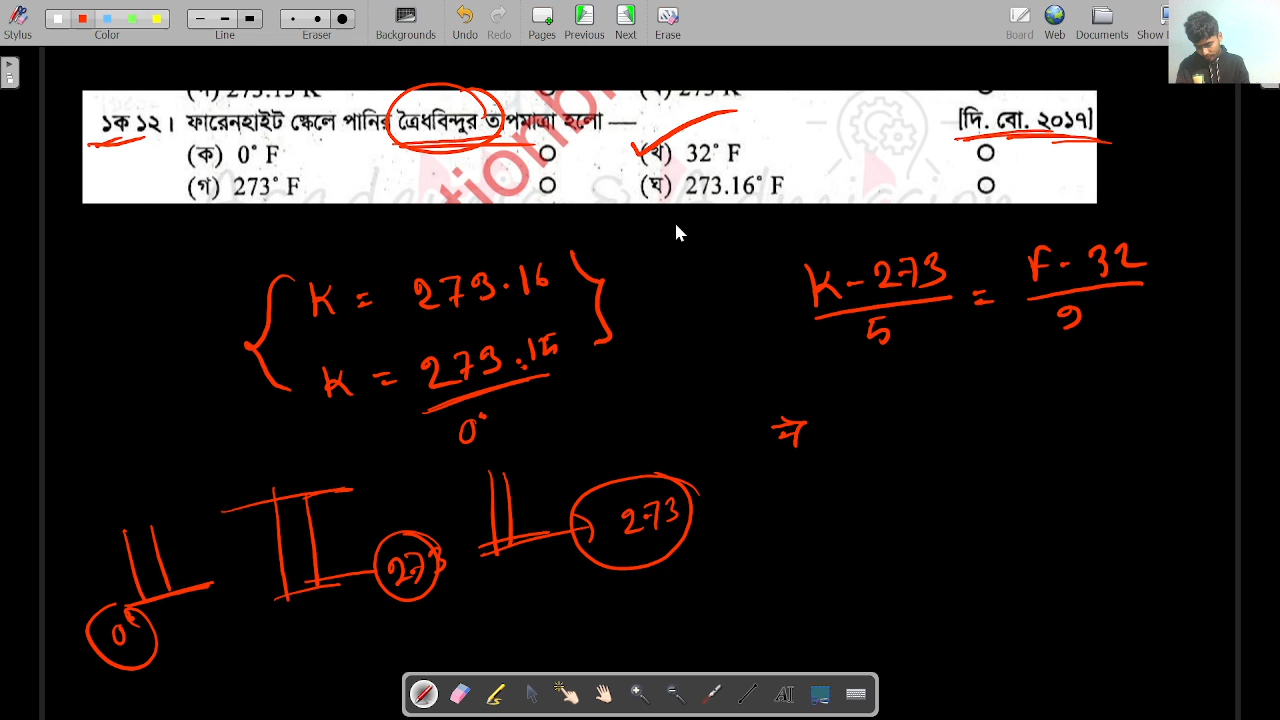 Stylus Color Line Eraser Backgrounds Undo Redo Pages Previous Next Erase Board Web Documents Show
১ক ১২। ফারেনহাইট স্কেলে পানির ত্রৈধবিন্দুর ত পমাত্রা হলো — [দি. বো. ২০১৭]
(ক) 0° F (খ) 32° F
(গ) 273° F (ঘ) 273.16° F
K = 273.16
K = 273.15
0°
K - 273 / 5 = F - 32 / 9
⇒
0°
273
273
AI